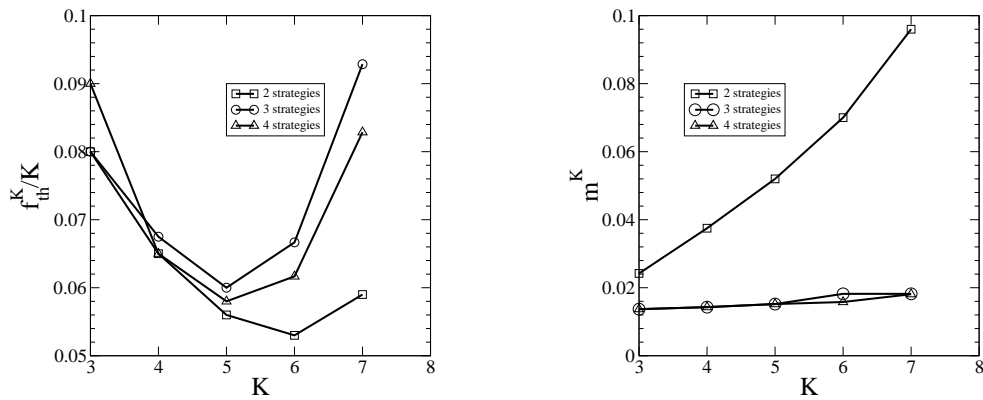 0.1
0.09
0.08
0.07
0.06
0.05
3 4 5 6 7 8
K
f_th^K/K
2 strategies
3 strategies
4 strategies
0.1
0.08
0.06
0.04
0.02
0
3 4 5 6 7 8
K
m^K
2 strategies
3 strategies
4 strategies